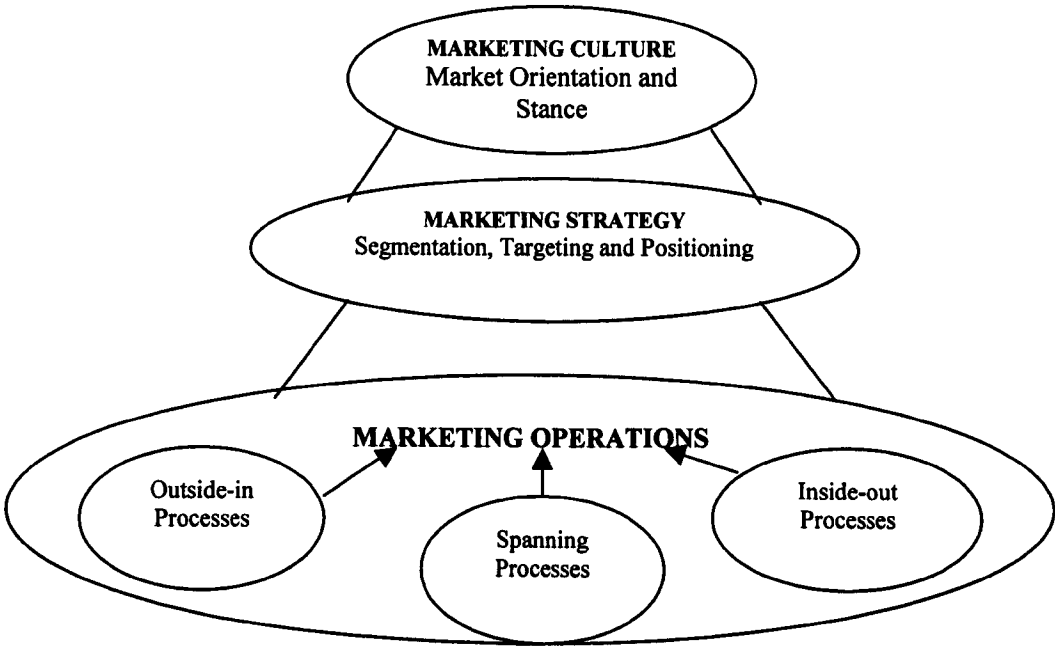 MARKETING CULTURE
Market Orientation and
Stance
MARKETING STRATEGY
Segmentation, Targeting and Positioning
MARKETING OPERATIONS
Outside-in
Processes
Spanning
Processes
Inside-out
Processes